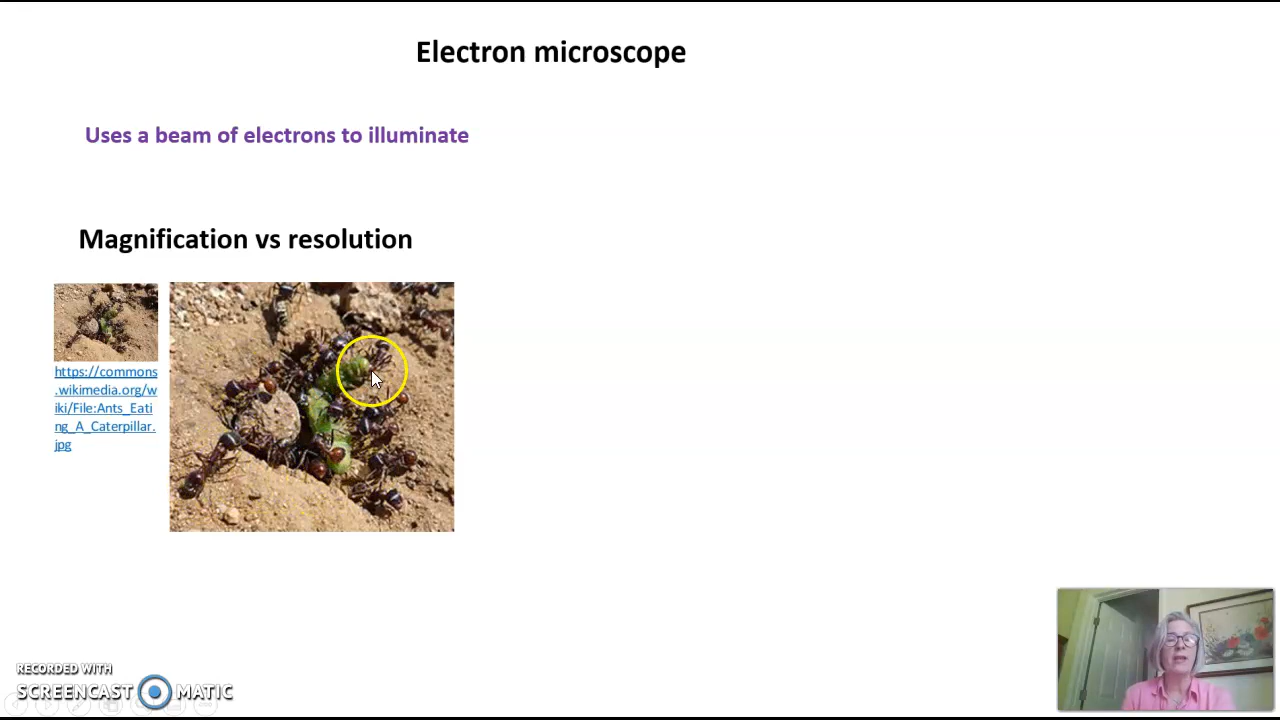 Electron microscope
Uses a beam of electrons to illuminate
Magnification vs resolution
https://commons
.wikimedia.org/w
iki/File:Ants_Eati
ng_A_Caterpillar.
jpg
RECORDED WITH
SCREENCAST MATIC